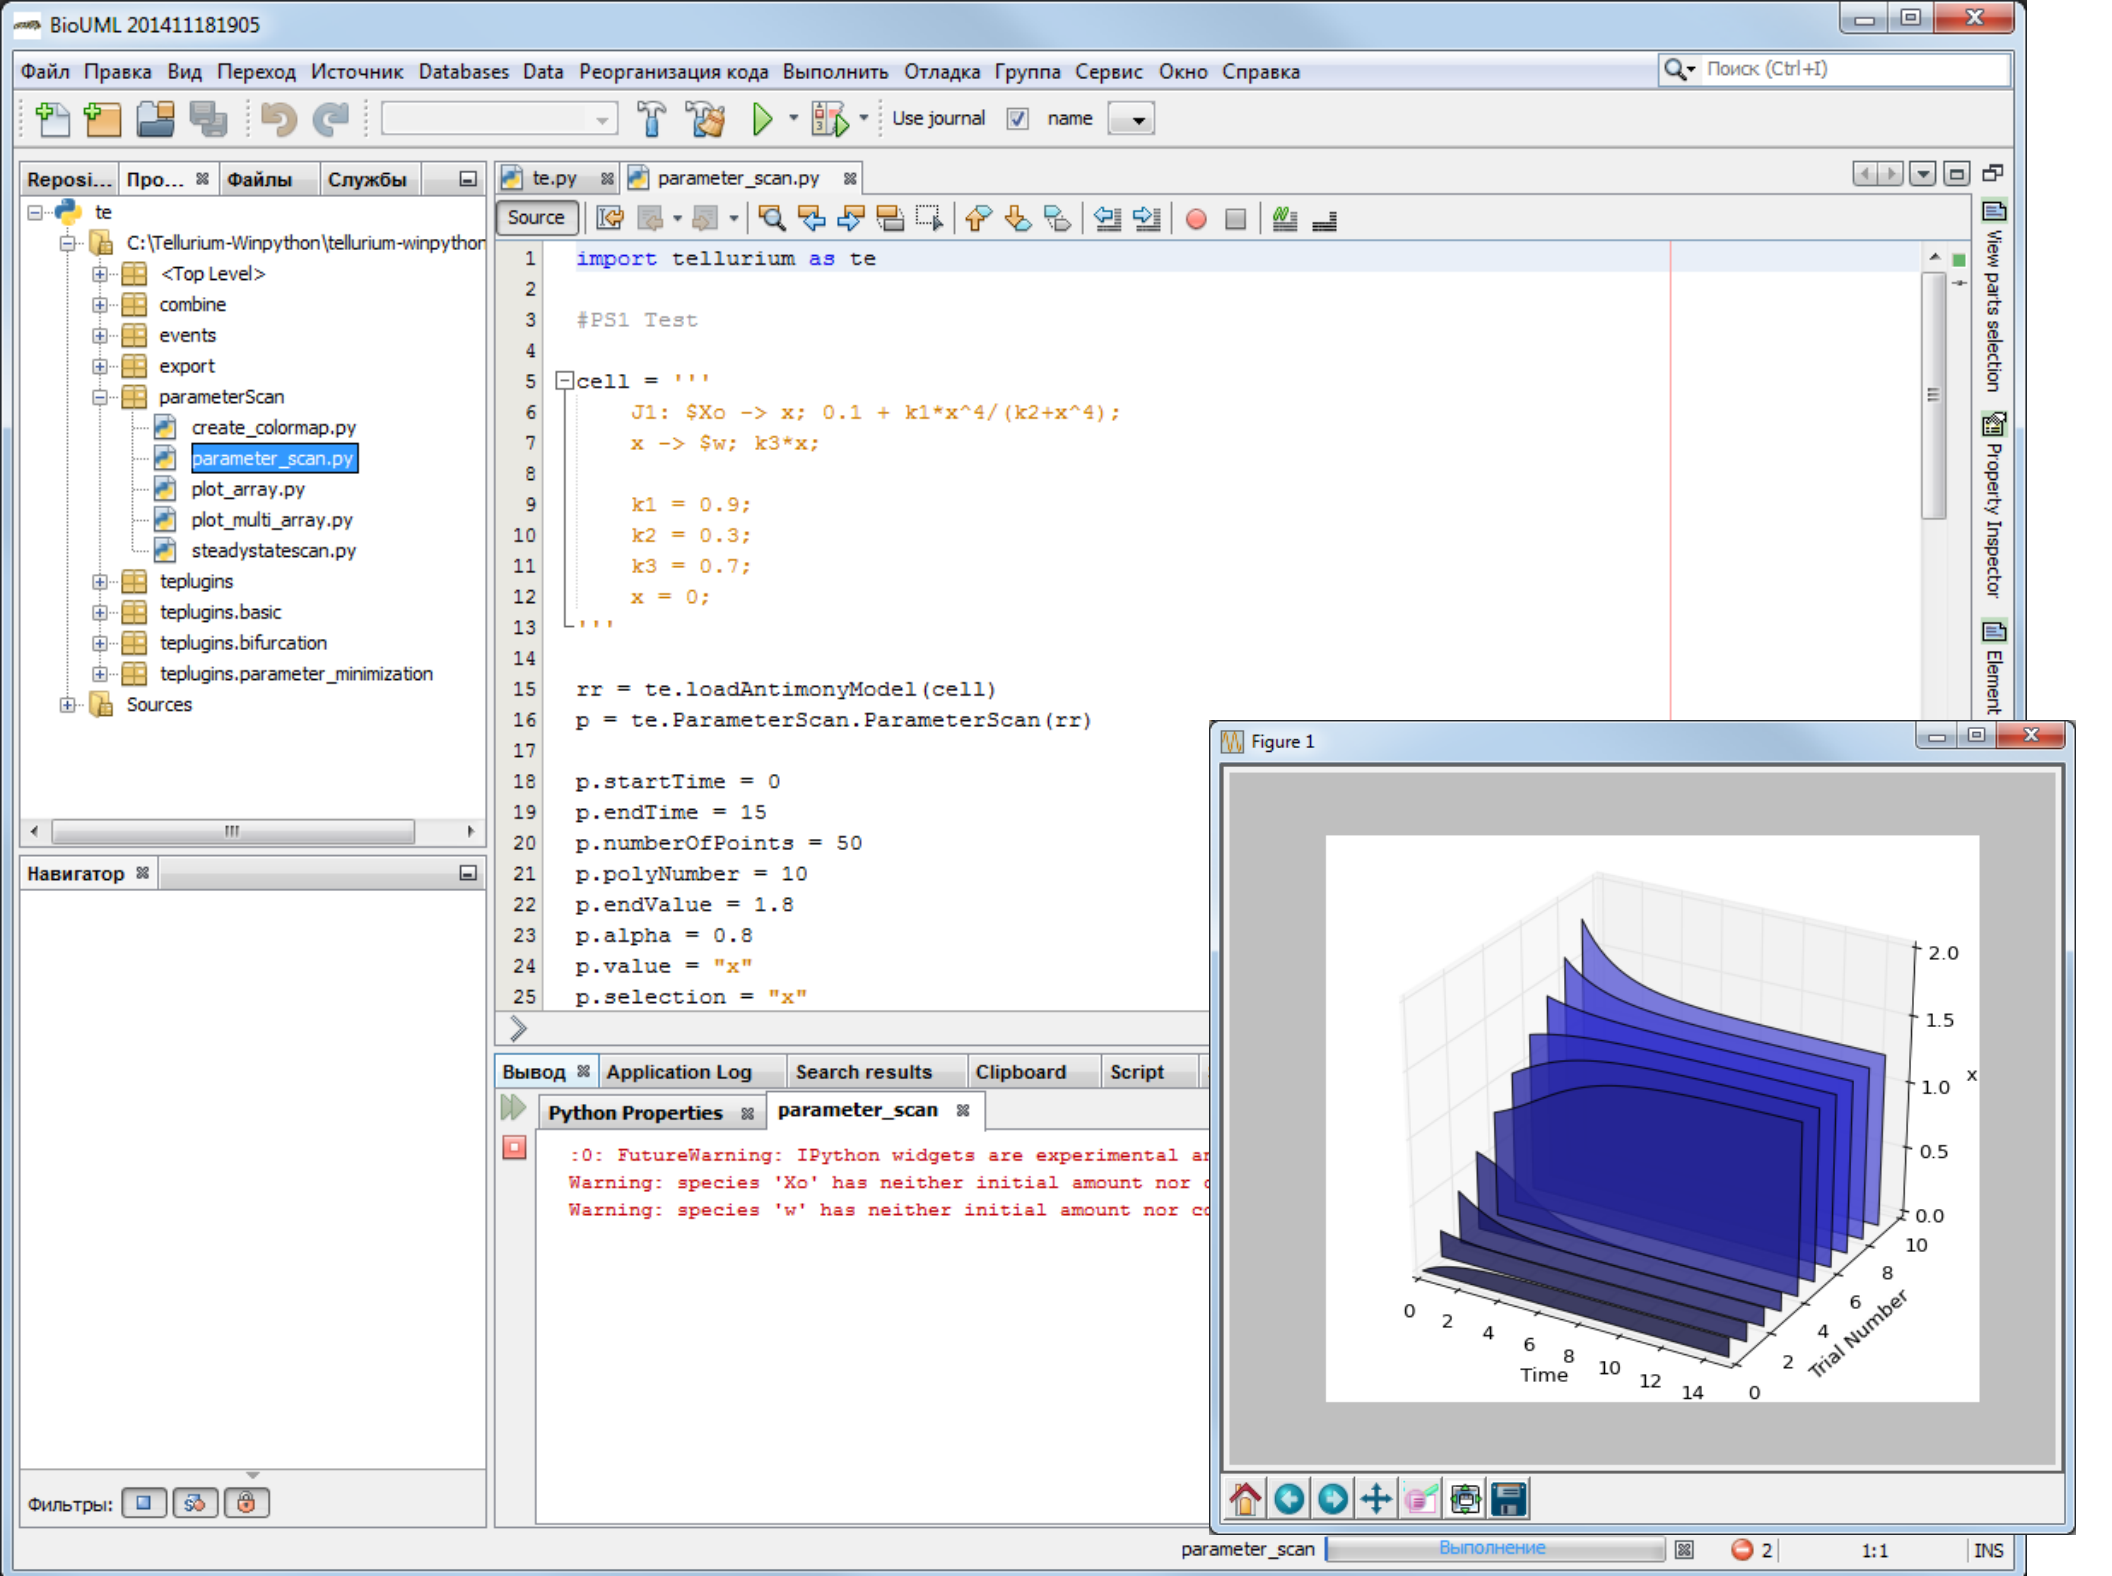 BioUML 201411181905
Файл Правка Вид Переход Источник Databases Data Реорганизация кода Выполнить Отладка Группа Сервис Окно Справка
Поиск (Ctrl+I)
Use journal name
Reposi... Про... Файлы Службы
te
C:\Tellurium-Winpython\tellurium-winpython
<Top Level>
combine
events
export
parameterScan
create_colormap.py
parameter_scan.py
plot_array.py
plot_multi_array.py
steadystatescan.py
teplugins
teplugins.basic
teplugins.bifurcation
teplugins.parameter_minimization
Sources
Навигатор
Фильтры:
te.py parameter_scan.py
Source
1 import tellurium as te
2
3 #PS1 Test
4
5 cell = '''
6 J1: $Xo -> x; 0.1 + k1*x^4/(k2+x^4);
7 x -> $w; k3*x;
8
9 k1 = 0.9;
10 k2 = 0.3;
11 k3 = 0.7;
12 x = 0;
13 '''
14
15 rr = te.loadAntimonyModel(cell)
16 p = te.ParameterScan.ParameterScan(rr)
17
18 p.startTime = 0
19 p.endTime = 15
20 p.numberOfPoints = 50
21 p.polyNumber = 10
22 p.endValue = 1.8
23 p.alpha = 0.8
24 p.value = "x"
25 p.selection = "x"
View parts selection
Property Inspector
Element
Вывод Application Log Search results Clipboard Script
Python Properties parameter_scan
:0: FutureWarning: IPython widgets are experimental
Warning: species 'Xo' has neither initial amount nor
Warning: species 'w' has neither initial amount nor
Figure 1
2.0
1.5
1.0
x
0.5
0.0
10
8
6
4
2
0
Trial Number
0 2 4 6 8 10 12 14
Time
parameter_scan Выполнение 2 1:1 INS